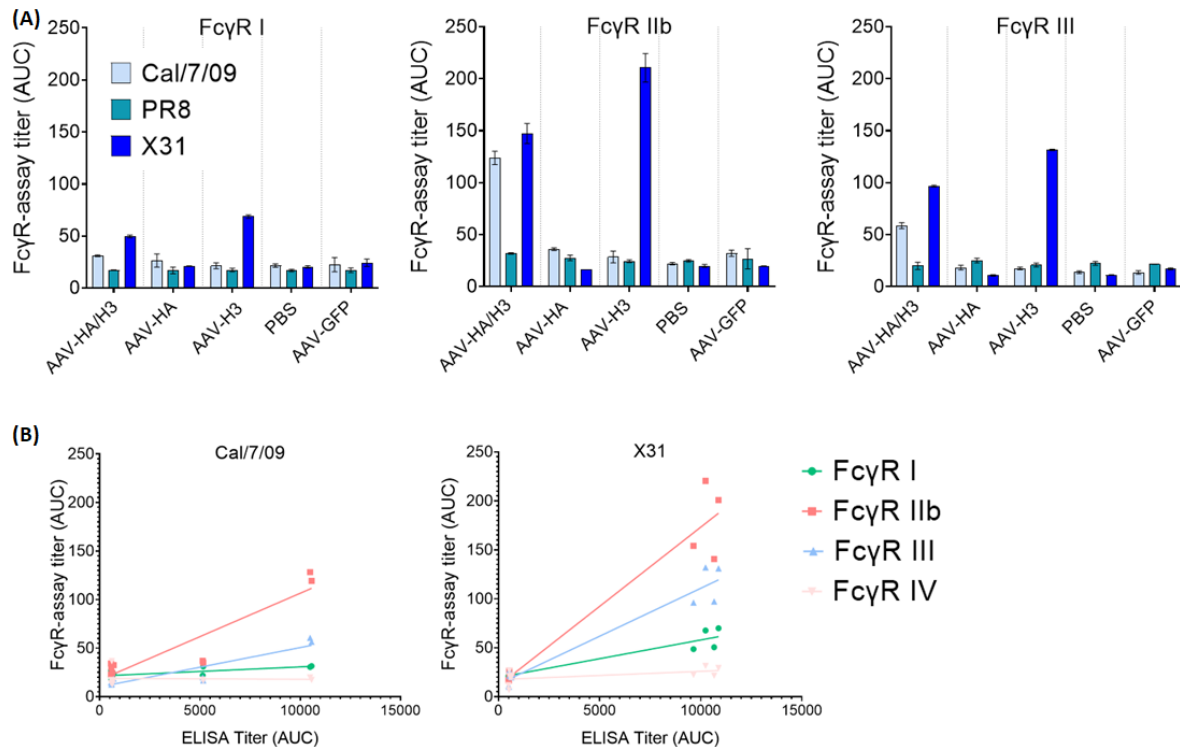 (A)
FcγR I
FcγR-assay titer (AUC)
250
200
150
100
50
0
Cal/7/09
PR8
X31
AAV-HA/H3
AAV-HA
AAV-H3
PBS
AAV-GFP
FcγR IIb
FcγR-assay titer (AUC)
250
200
150
100
50
0
AAV-HA/H3
AAV-HA
AAV-H3
PBS
AAV-GFP
FcγR III
FcγR-assay titer (AUC)
250
200
150
100
50
0
AAV-HA/H3
AAV-HA
AAV-H3
PBS
AAV-GFP
(B)
Cal/7/09
FcγR-assay titer (AUC)
250
200
150
100
50
0
0 5000 10000 15000
ELISA Titer (AUC)
X31
FcγR-assay titer (AUC)
250
200
150
100
50
0
0 5000 10000 15000
ELISA Titer (AUC)
FcγR I
FcγR IIb
FcγR III
FcγR IV